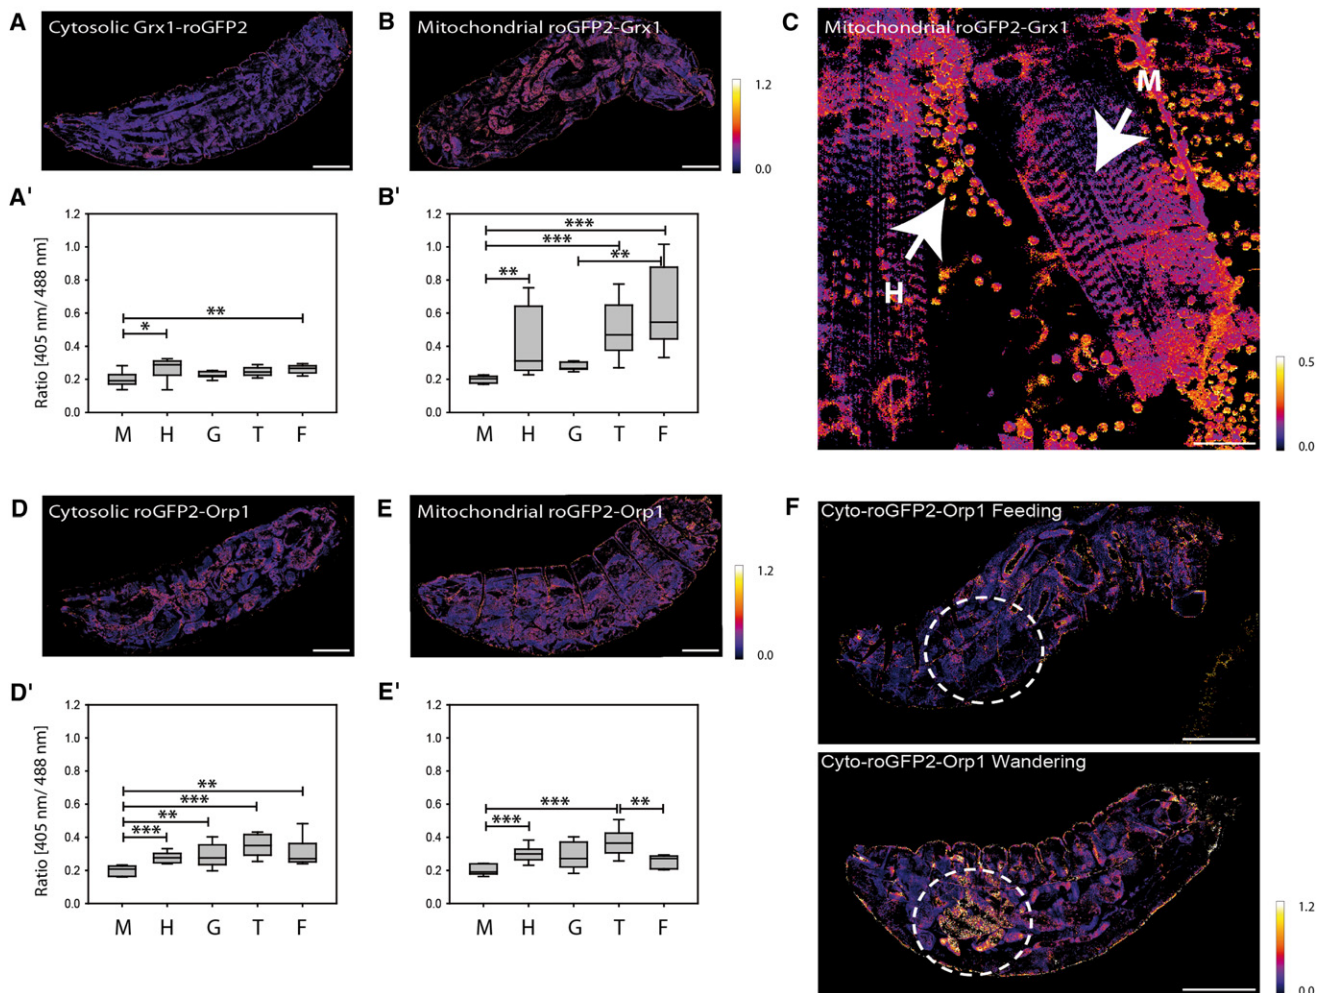 A
Cytosolic Grx1-roGFP2
B
Mitochondrial roGFP2-Grx1
1.2
0.0
C
Mitochondrial roGFP2-Grx1
M
H
0.5
0.0
A'
Ratio [405 nm/ 488 nm]
1.2
1.0
0.8
0.6
0.4
0.2
0.0
**
*
M H G T F
B'
1.2
1.0
0.8
0.6
0.4
0.2
0.0
***
***
**
**
M H G T F
D
Cytosolic roGFP2-Orp1
E
Mitochondrial roGFP2-Orp1
1.2
0.0
F
Cyto-roGFP2-Orp1 Feeding
Cyto-roGFP2-Orp1 Wandering
1.2
0.0
D'
Ratio [405 nm/ 488 nm]
1.2
1.0
0.8
0.6
0.4
0.2
0.0
**
***
**
***
M H G T F
E'
1.2
1.0
0.8
0.6
0.4
0.2
0.0
*** **
***
M H G T F